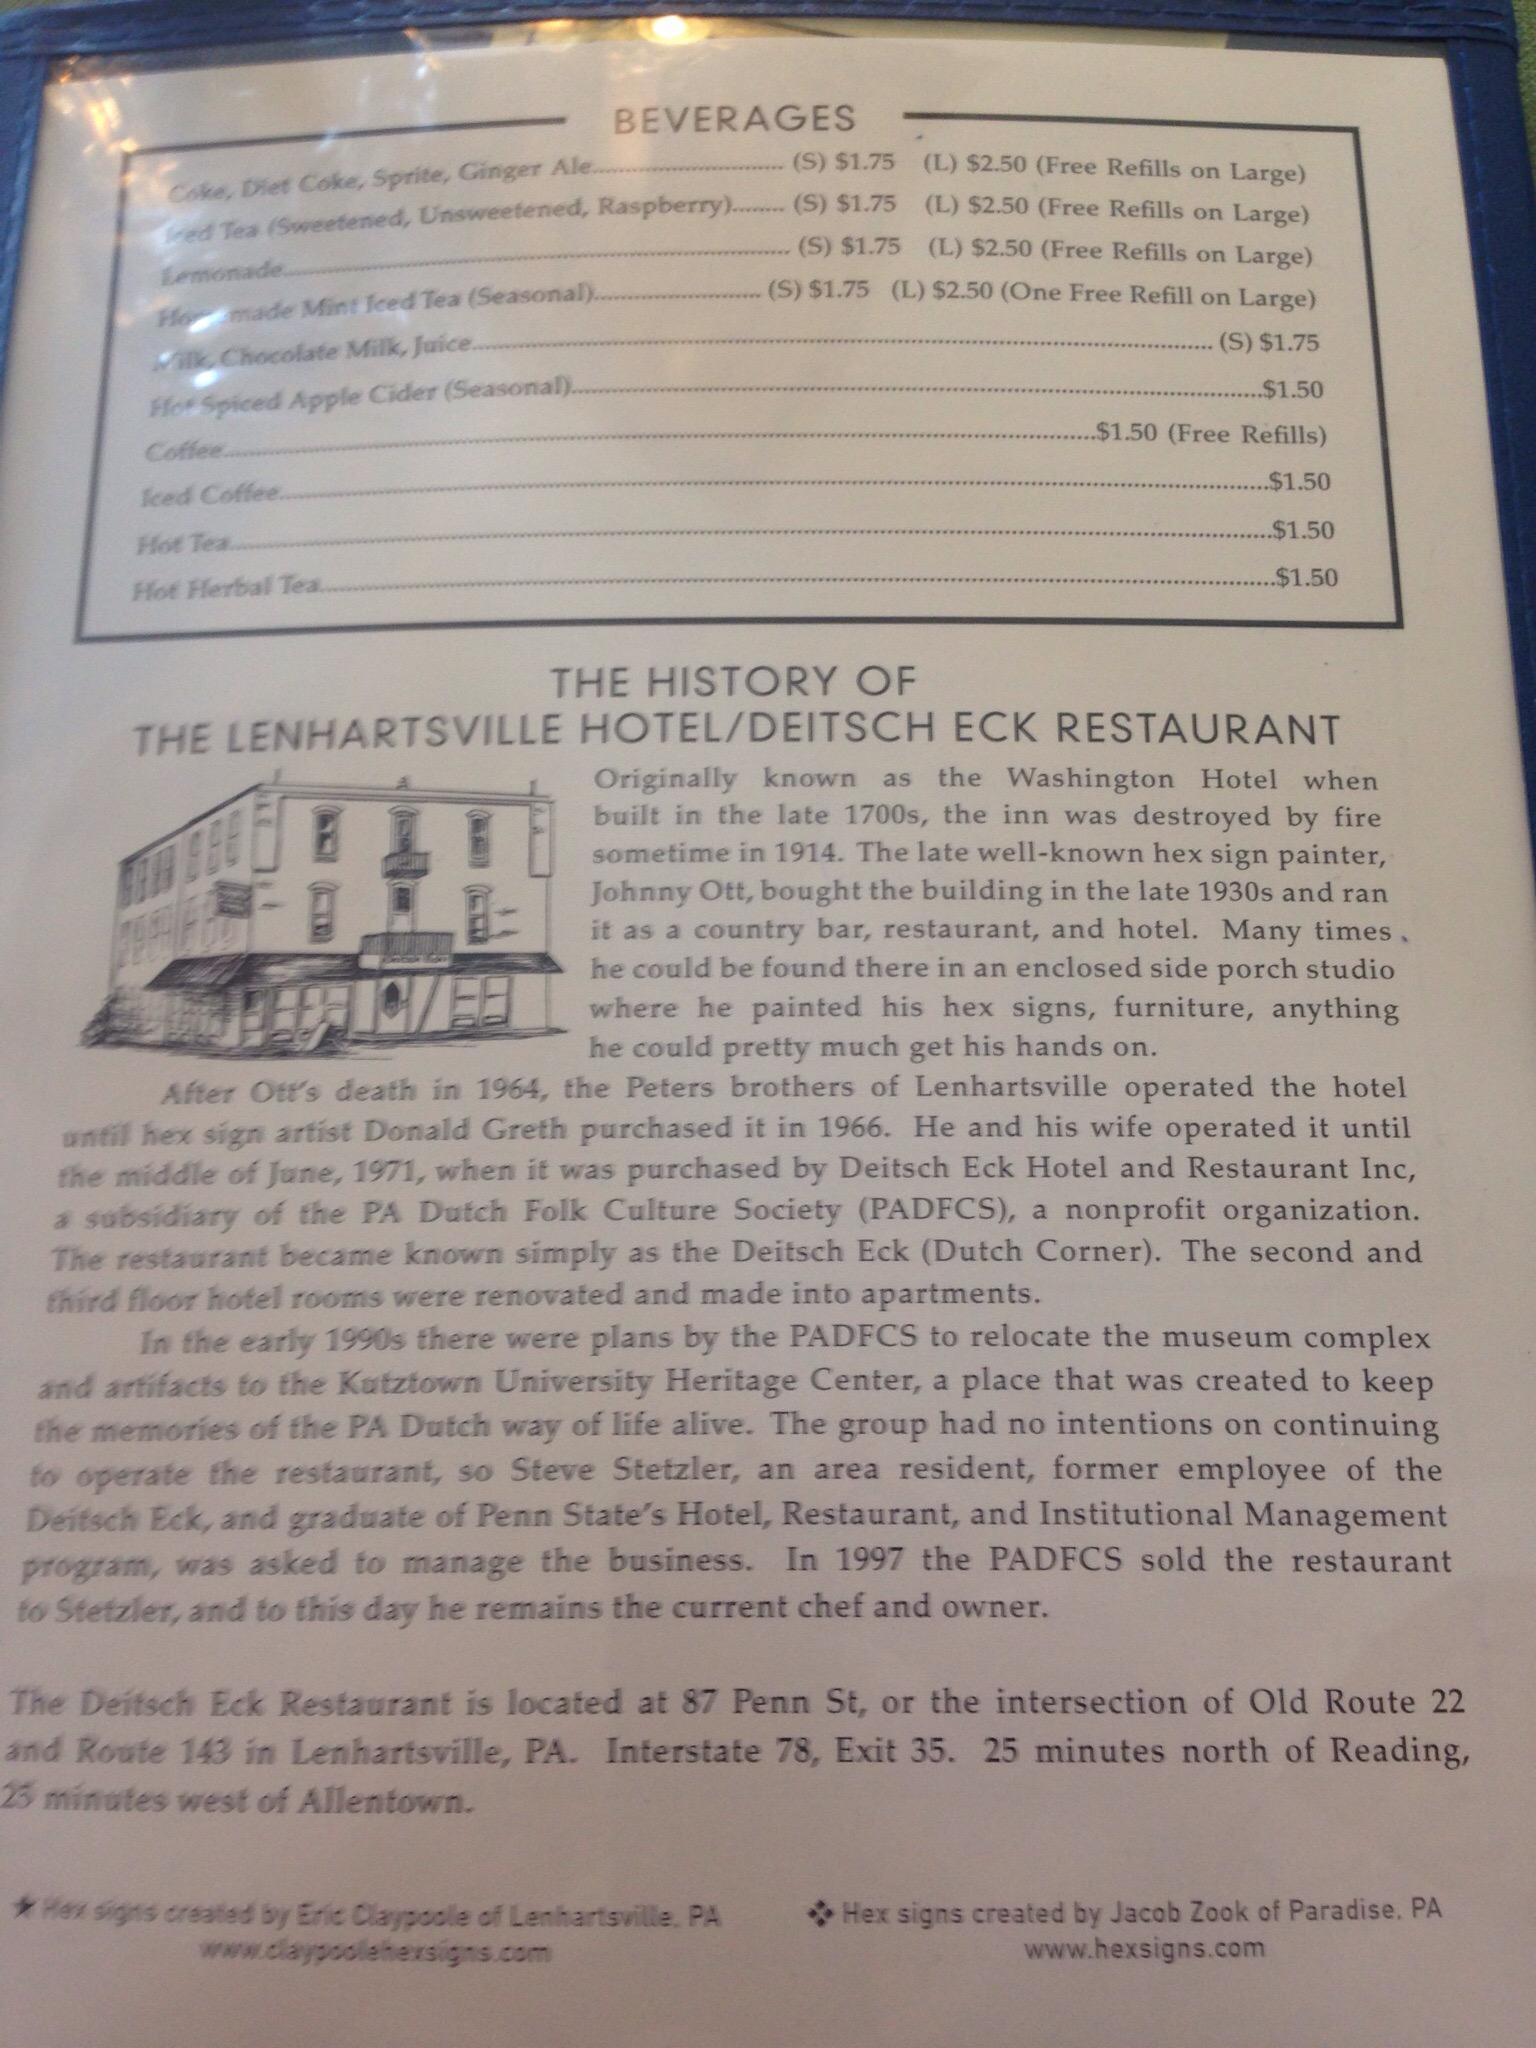 BEVERAGES
Coke, Diet Coke, Sprite, Ginger Ale............................ (S) $1.75 (L) $2.50 (Free Refills on Large)
Iced Tea (Sweetened, Unsweetened, Raspberry)........ (S) $1.75 (L) $2.50 (Free Refills on Large)
Lemonade............................................................ (S) $1.75 (L) $2.50 (Free Refills on Large)
Homemade Mint Iced Tea (Seasonal)........................ (S) $1.75 (L) $2.50 (One Free Refill on Large)
Milk, Chocolate Milk, Juice........................................................................ (S) $1.75
Hot Spiced Apple Cider (Seasonal)....................................................................$1.50
Coffee........................................................................................$1.50 (Free Refills)
Iced Coffee....................................................................................................$1.50
Hot Tea.........................................................................................................$1.50
Hot Herbal Tea................................................................................................$1.50
THE HISTORY OF
THE LENHARTSVILLE HOTEL/DEITSCH ECK RESTAURANT
Originally known as the Washington Hotel when
built in the late 1700s, the inn was destroyed by fire
sometime in 1914. The late well-known hex sign painter,
Johnny Ott, bought the building in the late 1930s and ran
it as a country bar, restaurant, and hotel. Many times
he could be found there in an enclosed side porch studio
where he painted his hex signs, furniture, anything
he could pretty much get his hands on.
After Ott's death in 1964, the Peters brothers of Lenhartsville operated the hotel
until hex sign artist Donald Greth purchased it in 1966. He and his wife operated it until
the middle of June, 1971, when it was purchased by Deitsch Eck Hotel and Restaurant Inc,
a subsidiary of the PA Dutch Folk Culture Society (PADFCS), a nonprofit organization.
The restaurant became known simply as the Deitsch Eck (Dutch Corner). The second and
third floor hotel rooms were renovated and made into apartments.
In the early 1990s there were plans by the PADFCS to relocate the museum complex
and artifacts to the Kutztown University Heritage Center, a place that was created to keep
the memories of the PA Dutch way of life alive. The group had no intentions on continuing
to operate the restaurant, so Steve Stetzler, an area resident, former employee of the
Deitsch Eck, and graduate of Penn State's Hotel, Restaurant, and Institutional Management
program, was asked to manage the business. In 1997 the PADFCS sold the restaurant
to Stetzler, and to this day he remains the current chef and owner.
The Deitsch Eck Restaurant is located at 87 Penn St, or the intersection of Old Route 22
and Route 143 in Lenhartsville, PA. Interstate 78, Exit 35. 25 minutes north of Reading,
25 minutes west of Allentown.
★ Hex signs created by Eric Claypoole of Lenhartsville, PA
www.claypoolehexsigns.com
❖ Hex signs created by Jacob Zook of Paradise, PA
www.hexsigns.com